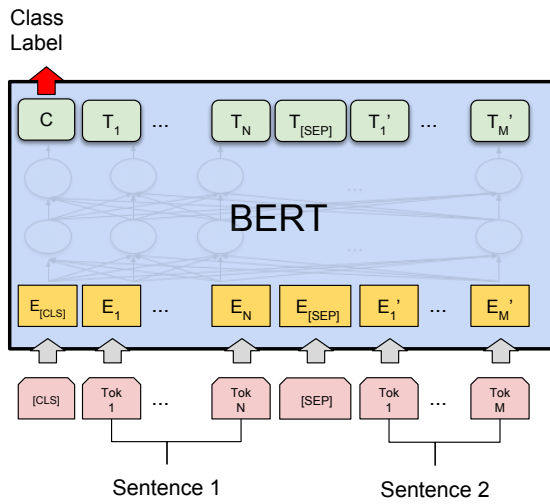 Class
Label
C T1 ... TN T[SEP] T1' ... TM'
...
BERT
...
E[CLS] E1 ... EN E[SEP] E1' ... EM'
[CLS] Tok 1 ... Tok N [SEP] Tok 1 ... Tok M
Sentence 1 Sentence 2